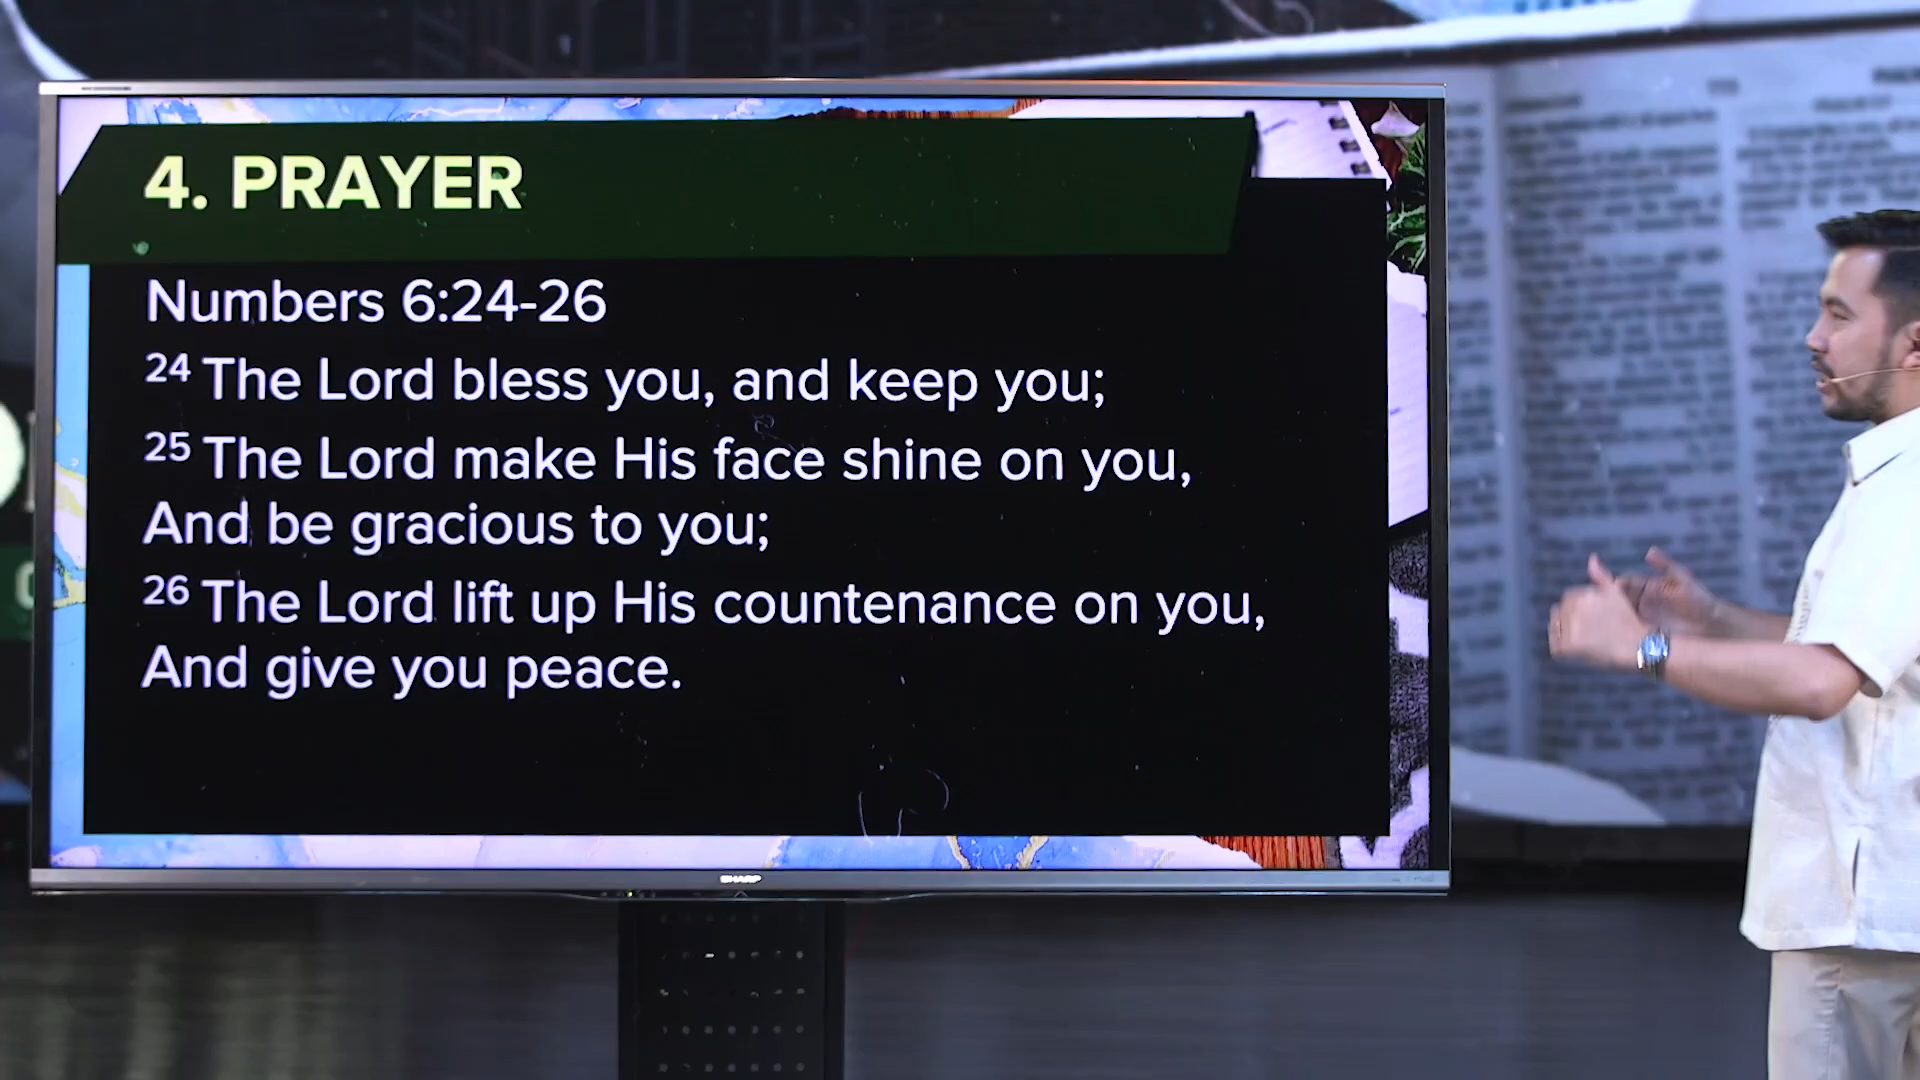 4. PRAYER
Numbers 6:24-26
24 The Lord bless you, and keep you;
25 The Lord make His face shine on you,
And be gracious to you;
26 The Lord lift up His countenance on you,
And give you peace.
SHARP